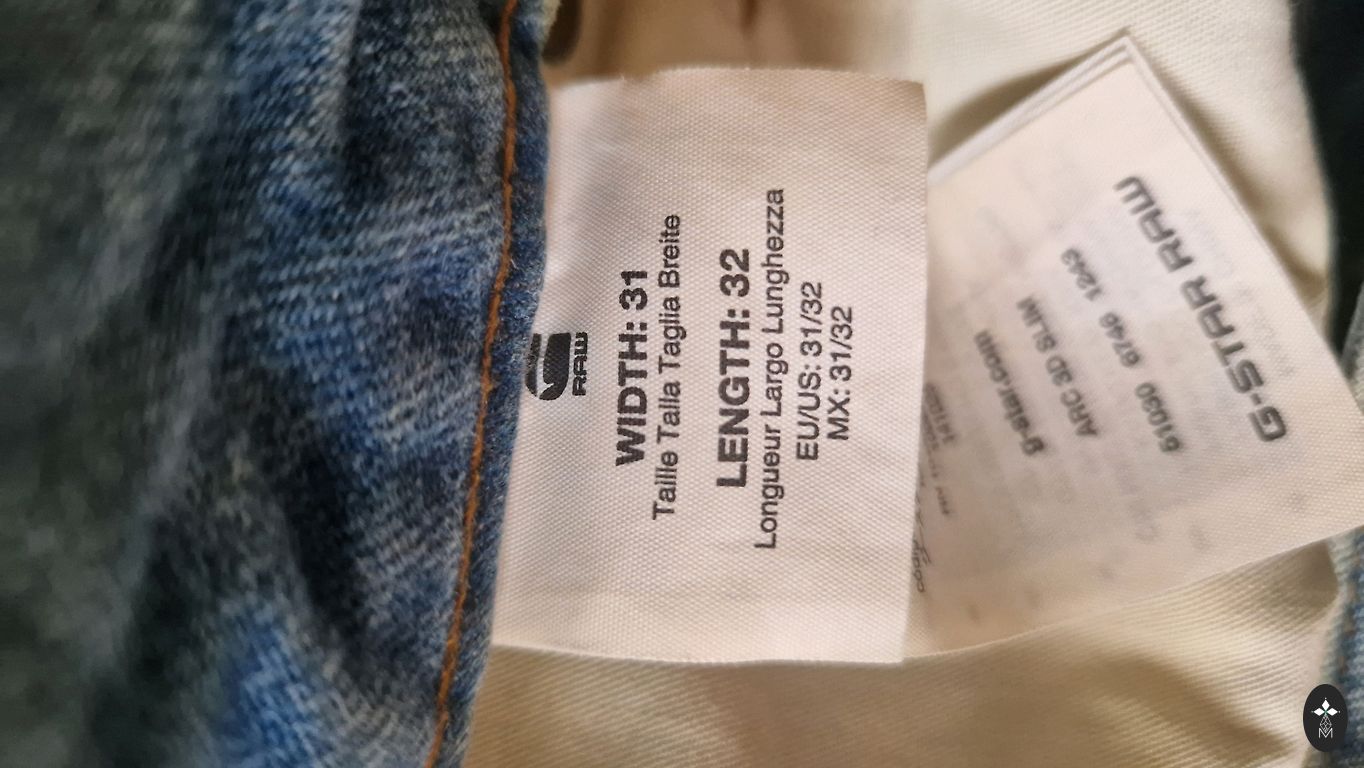 RAW
WIDTH: 31
Taille Talla Taglia Breite
LENGTH: 32
Longueur Largo Lunghezza
EU/US: 31/32
MX: 31/32
G-STAR RAW
51030 6740 1243
ARC 3D SLIM
g-star.com
M